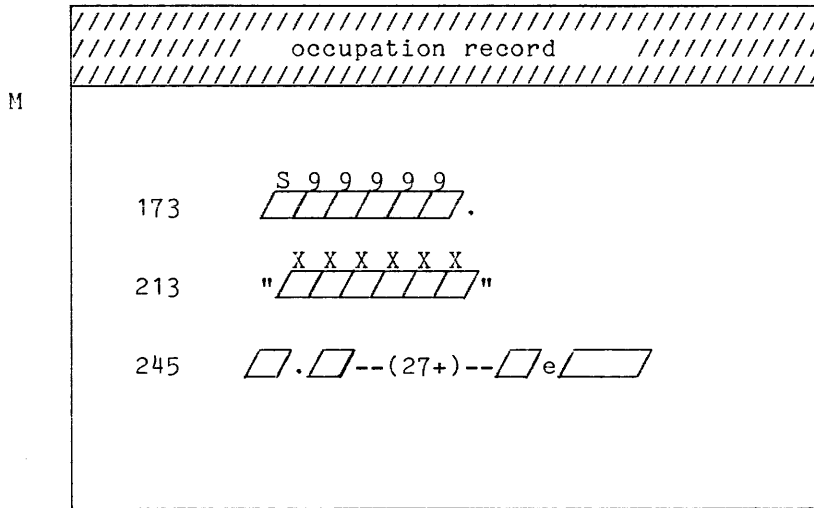 occupation record
M
S 9 9 9 9 9
173 .
X X X X X X
213 " "
245 . --(27+)-- e